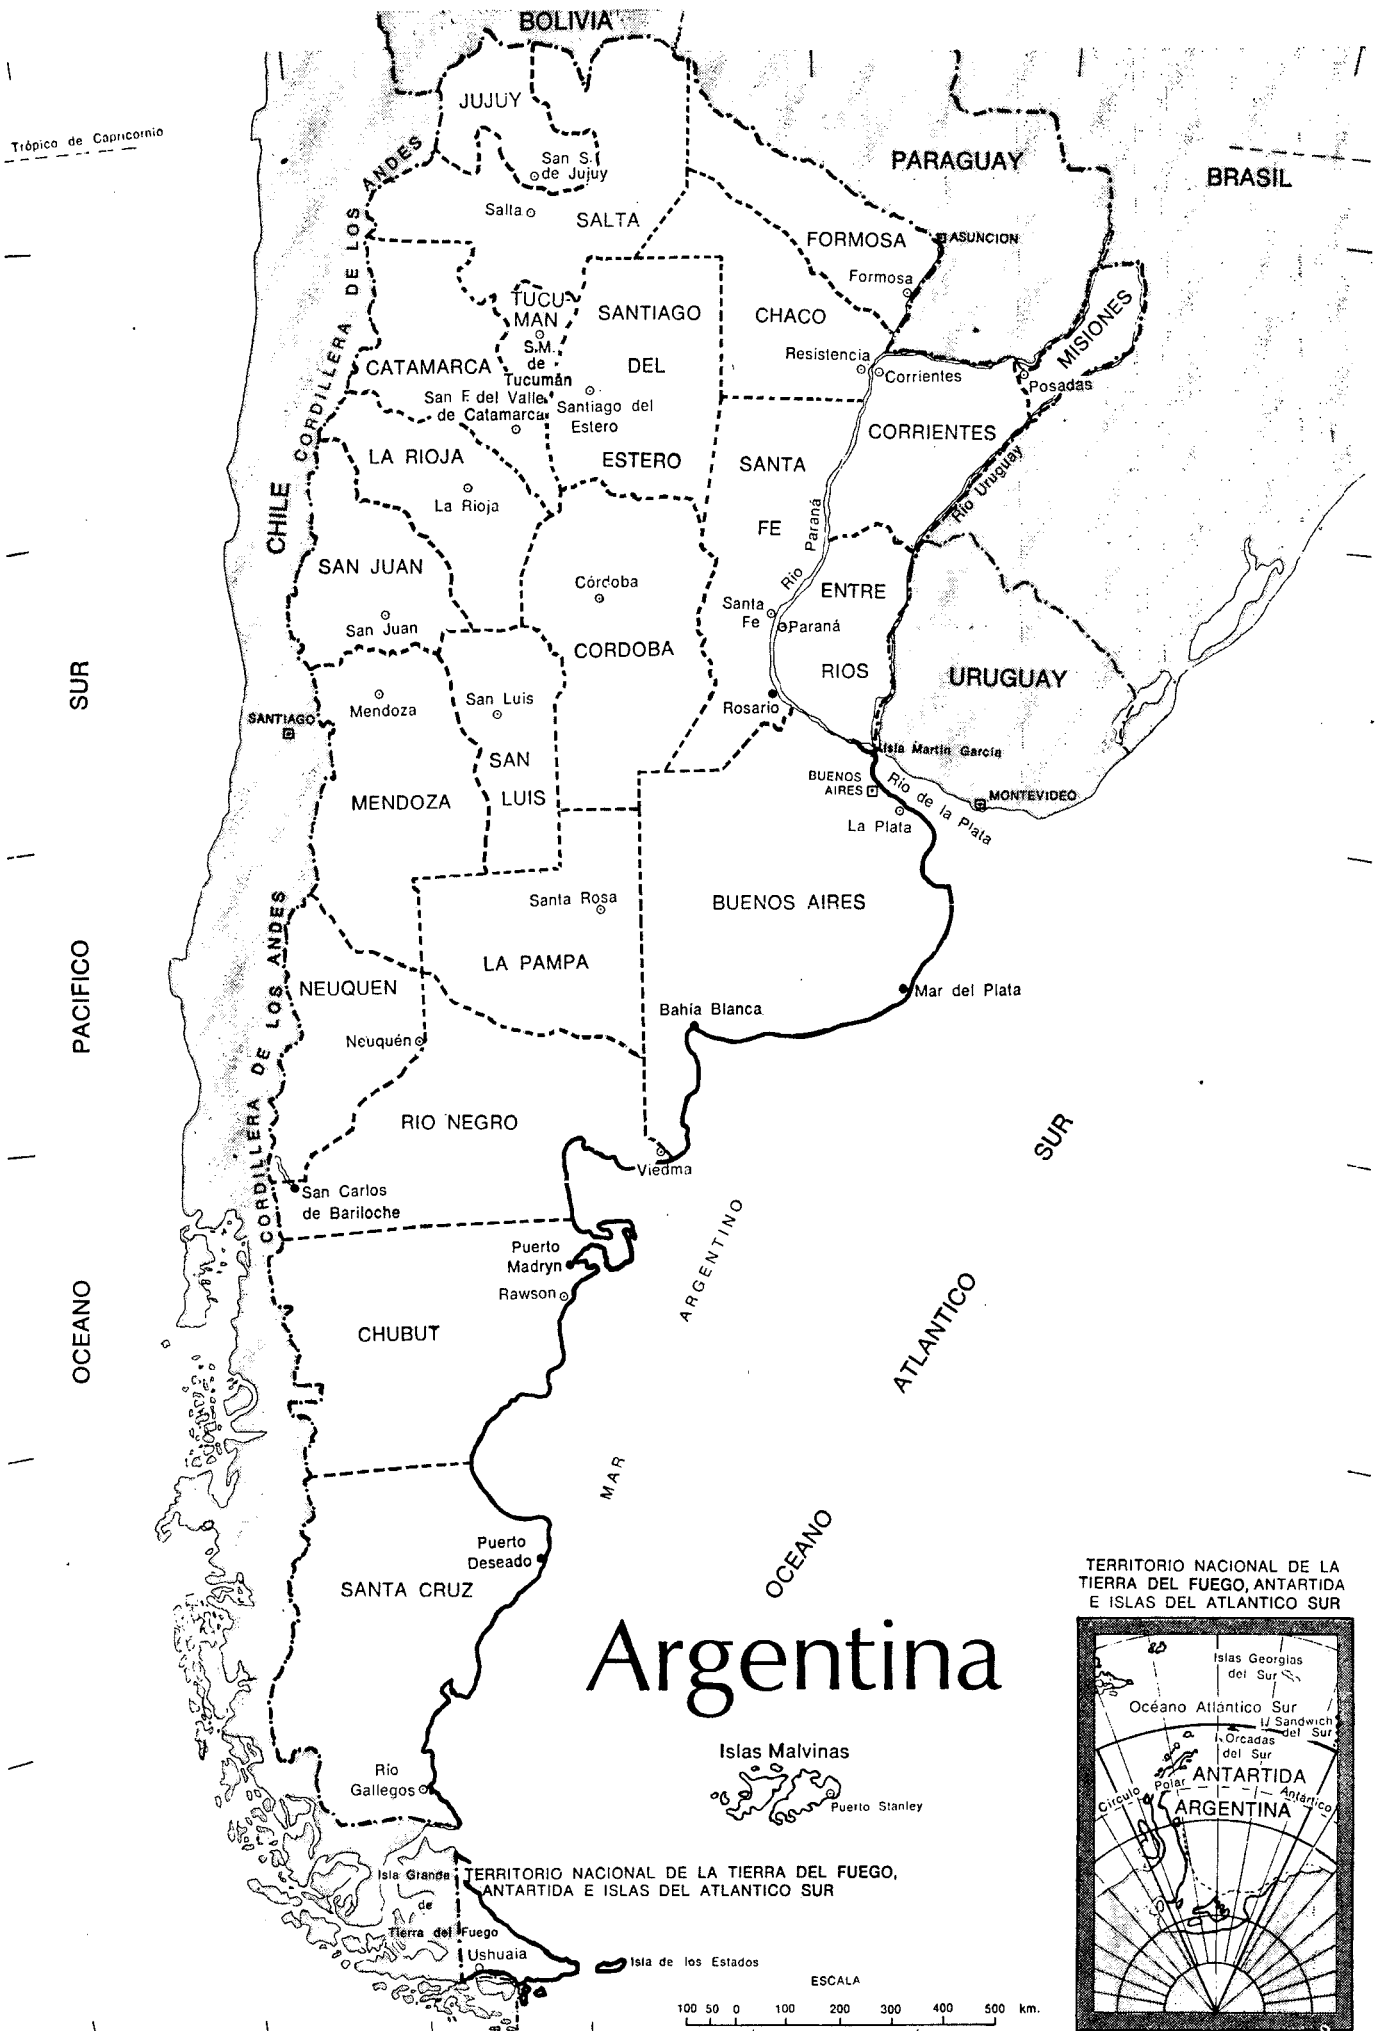 BOLIVIA
JUJUY
Trópico de Capricornio
PARAGUAY
BRASIL
San S.
de Jujuy
CORDILLERA DE LOS ANDES
Salta
SALTA
FORMOSA
ASUNCION
Formosa
TUCU-
MAN
SANTIAGO
CHACO
MISIONES
S.M.
de
Tucumán
CATAMARCA
DEL
Resistencia
Corrientes
Posadas
San F. del Valle
de Catamarca
Santiago del
Estero
CORRIENTES
LA RIOJA
ESTERO
SANTA
La Rioja
CHILE
Río Uruguay
Río Paraná
FE
SAN JUAN
Córdoba
ENTRE
San Juan
Santa
Fe
Paraná
CORDOBA
SUR
RIOS
URUGUAY
San Luis
Mendoza
Rosario
SANTIAGO
Isla Martín García
SAN
MENDOZA
LUIS
BUENOS
AIRES
Río de la Plata
MONTEVIDEO
La Plata
Santa Rosa
BUENOS AIRES
CORDILLERA DE LOS ANDES
LA PAMPA
NEUQUEN
PACIFICO
Mar del Plata
Bahía Blanca
Neuquén
RIO NEGRO
SUR
Viedma
San Carlos
de Bariloche
ARGENTINO
Puerto
Madryn
Rawson
OCEANO
CHUBUT
ATLANTICO
MAR
Puerto
Deseado
OCEANO
SANTA CRUZ
TERRITORIO NACIONAL DE LA
TIERRA DEL FUEGO, ANTARTIDA
E ISLAS DEL ATLANTICO SUR
Argentina
Islas Georgias
del Sur
Océano Atlántico Sur
Is Sandwich
del Sur
Is Orcadas
del Sur
Islas Malvinas
Río
Gallegos
Puerto Stanley
ANTARTIDA
Círculo Polar Antártico
ARGENTINA
Isla Grande
de
Tierra del Fuego
TERRITORIO NACIONAL DE LA TIERRA DEL FUEGO,
ANTARTIDA E ISLAS DEL ATLANTICO SUR
Ushuaia
Isla de los Estados
ESCALA
100 50 0 100 200 300 400 500 km.